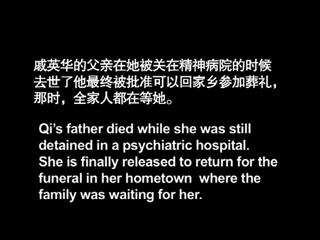 戚英华的父亲在她被关在精神病院的时候
去世了他最终被批准可以回家乡参加葬礼，
那时，全家人都在等她。
Qi's father died while she was still
detained in a psychiatric hospital.
She is finally released to return for the
funeral in her hometown where the
family was waiting for her.